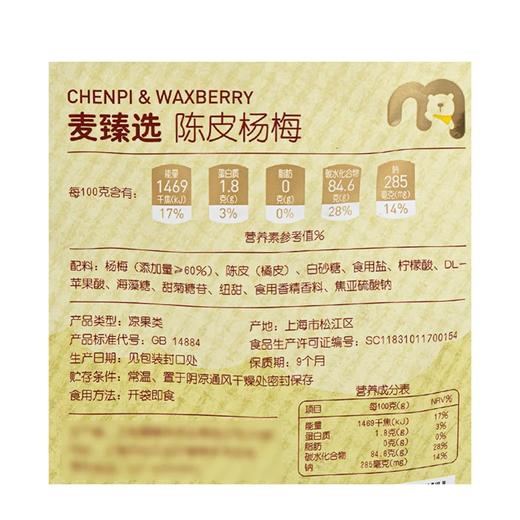 CHENPI & WAXBERRY
麦臻选 陈皮杨梅
每100克含有:
能量 1469 千焦(kJ) 17%
蛋白质 1.8 克(g) 3%
脂肪 0 克(g) 0%
碳水化合物 84.6 克(g) 28%
钠 285 毫克(mg) 14%
营养素参考值%
配料:杨梅(添加量≥60%)、陈皮(橘皮)、白砂糖、食用盐、柠檬酸、DL-
苹果酸、海藻糖、甜菊糖苷、纽甜、食用香精香料、焦亚硫酸钠
产品类型:凉果类
产地:上海市松江区
产品标准代号:GB 14884
食品生产许可证编号:SC11831011700154
生产日期:见包装封口处
保质期:9个月
贮存条件:常温、置于阴凉通风干燥处密封保存
食用方法:开袋即食
营养成分表
项目 每100克(g) NRV%
能量 1469千焦(kJ) 17%
蛋白质 1.8克(g) 3%
脂肪 0克(g) 0%
碳水化合物 84.6克(g) 28%
钠 285毫克(mg) 14%